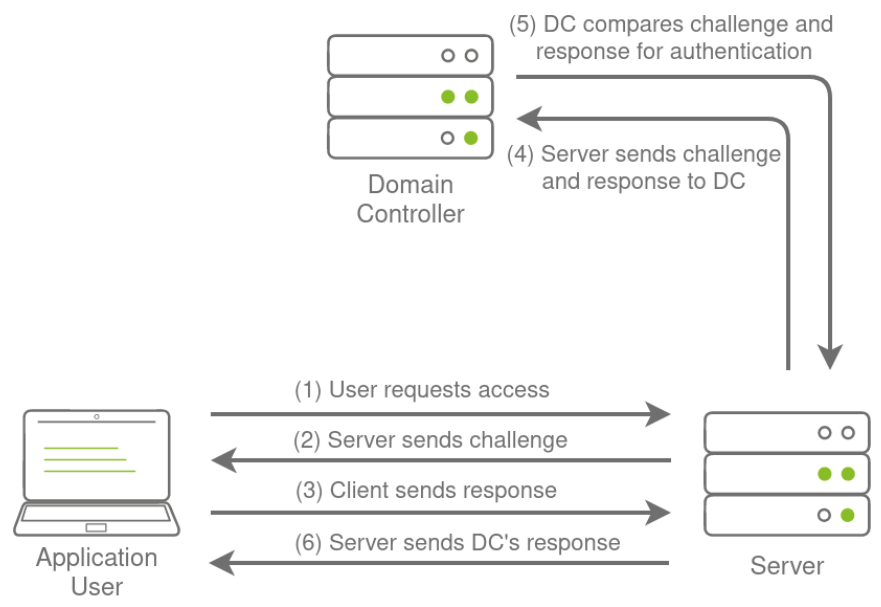 (5) DC compares challenge and
response for authentication
(4) Server sends challenge
and response to DC
Domain
Controller
(1) User requests access
(2) Server sends challenge
(3) Client sends response
(6) Server sends DC's response
Application
User
Server